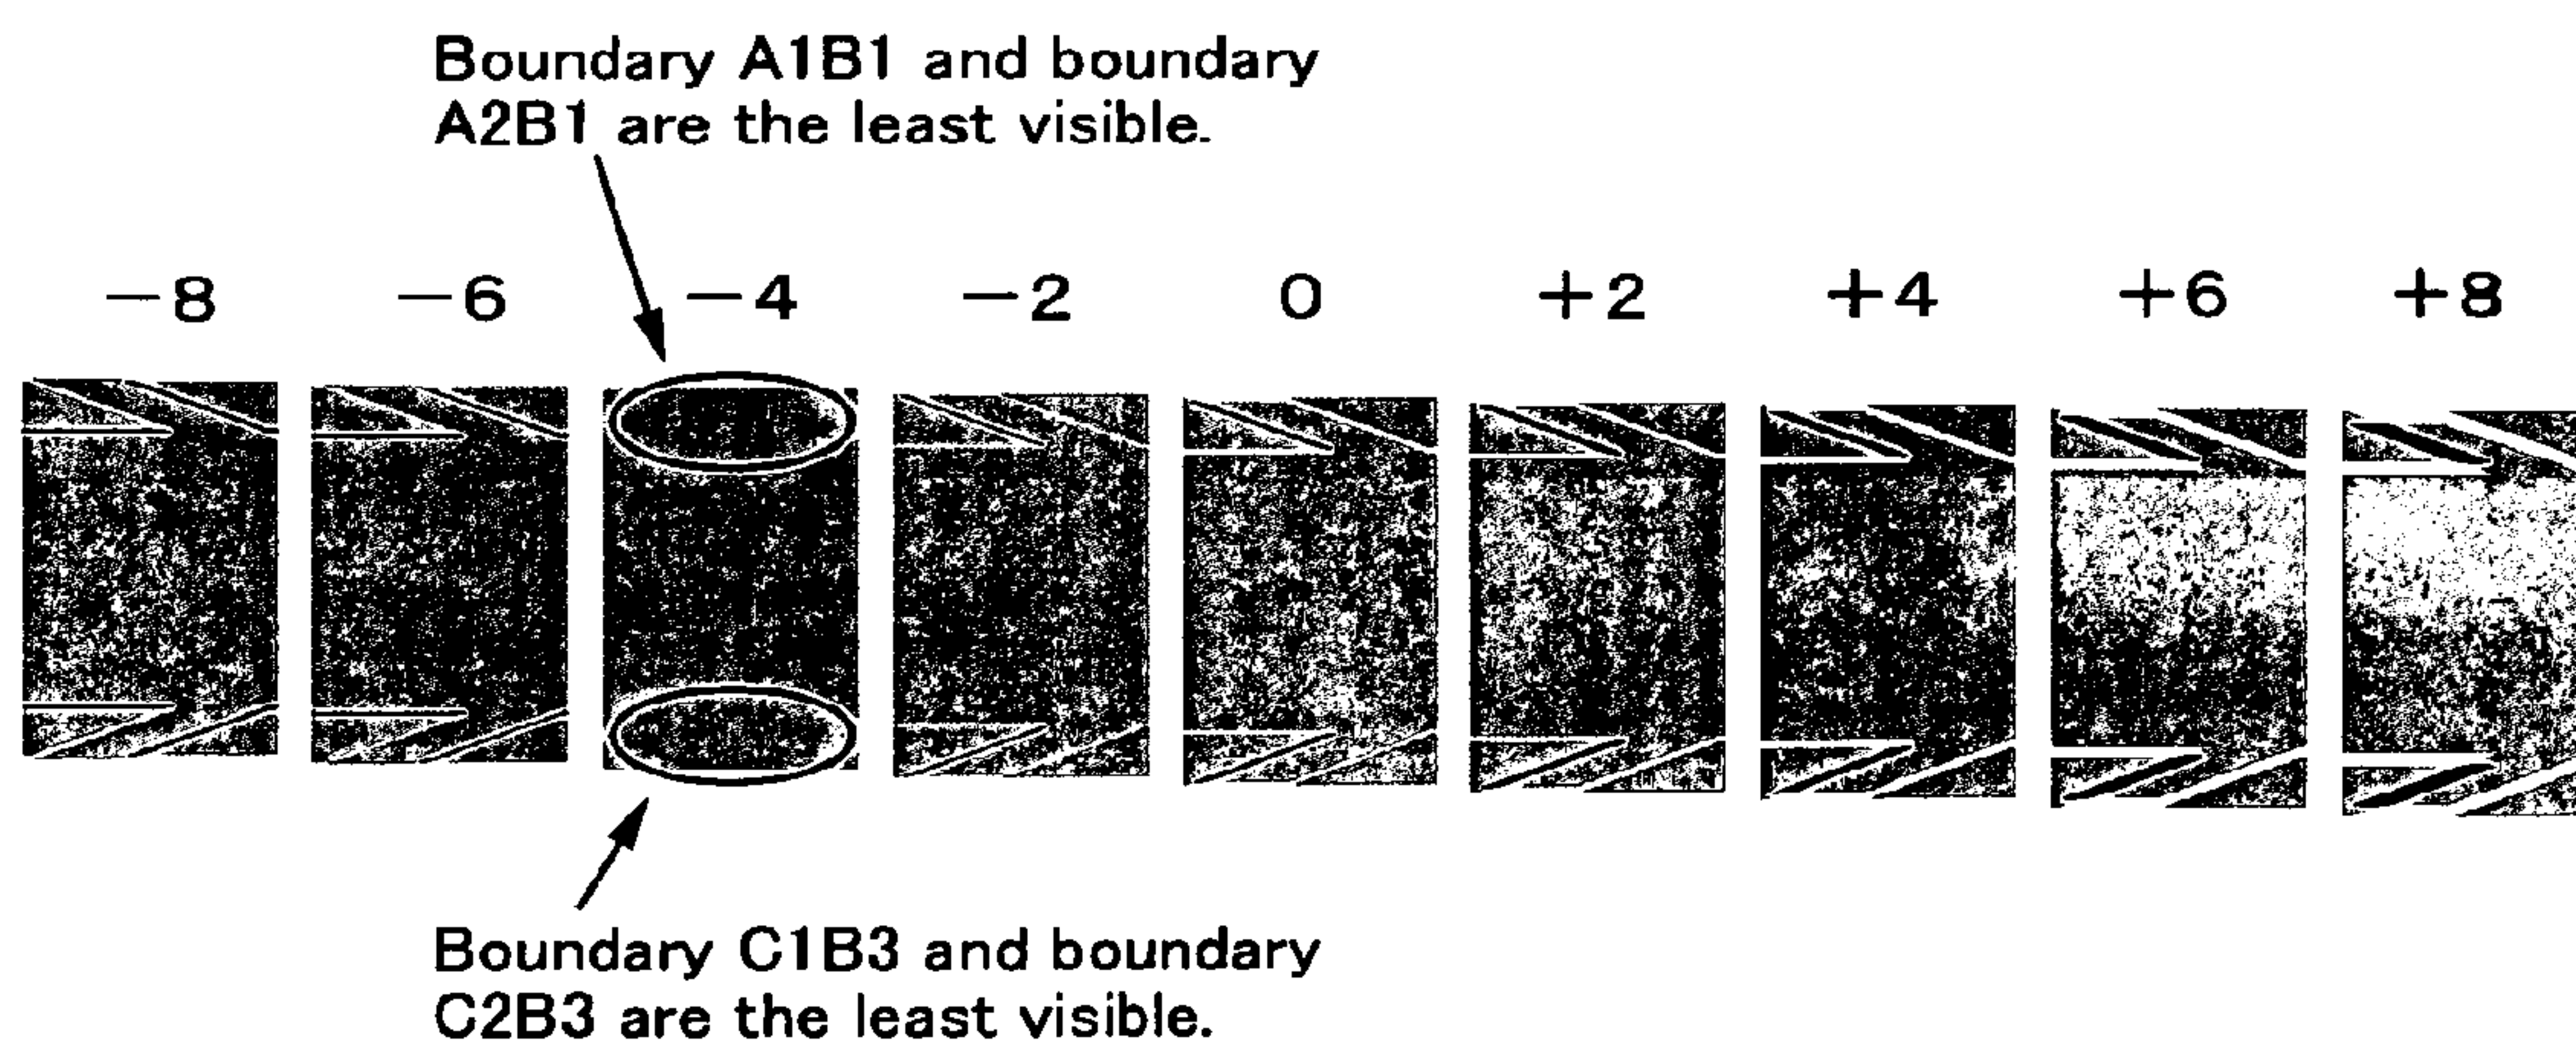 Boundary A1B1 and boundary
A2B1 are the least visible.
−8 −6 −4 −2 0 +2 +4 +6 +8
Boundary C1B3 and boundary
C2B3 are the least visible.